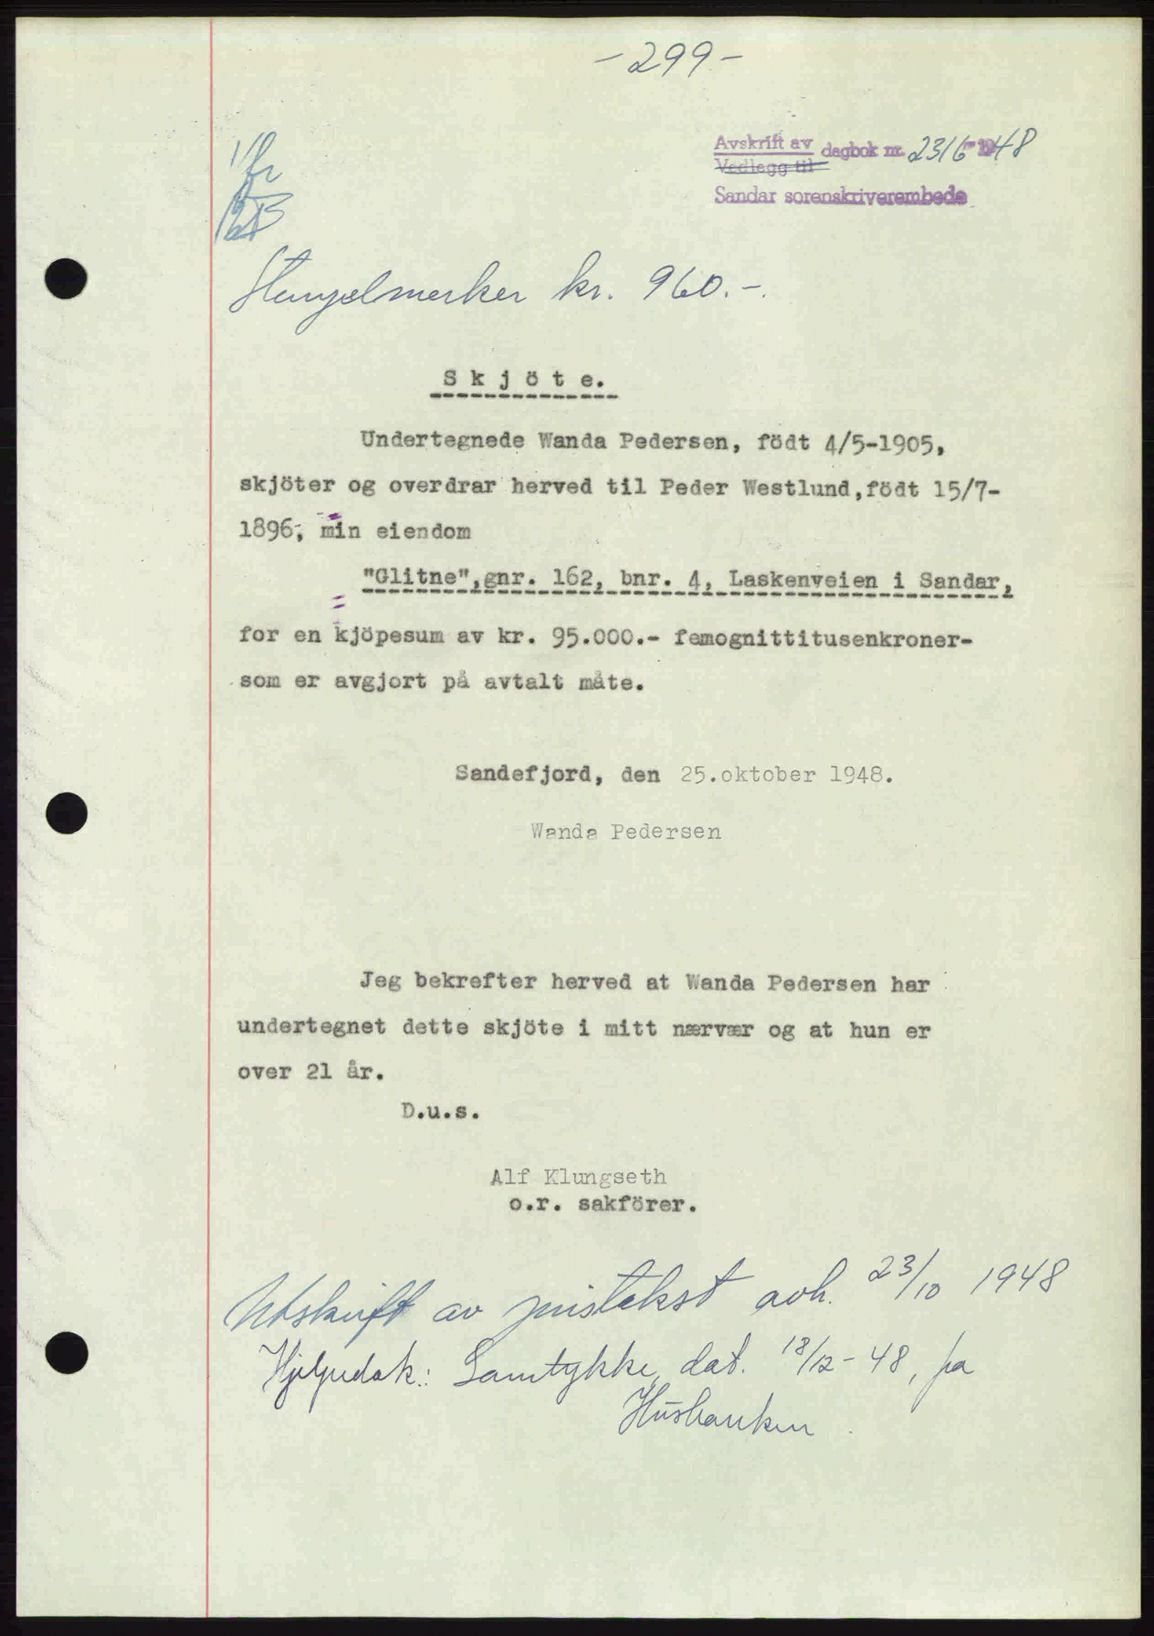 - 299 -
Avskrift av dagbok nr. 2316 - 1948
Vedlegg til
Sandar sorenskriverembede
Stempelmerker kr. 960.-.
Skjöte.
Undertegnede Wanda Pedersen, födt 4/5-1905,
skjöter og overdrar herved til Peder Westlund,födt 15/7-
1896, min eiendom
"Glitne",gnr. 162, bnr. 4, Laskenveien i Sandar,
for en kjöpesum av kr. 95.000.- femognittitusenkroner-
som er avgjort på avtalt måte.
Sandefjord, den 25.oktober 1948.
Wanda Pedersen
Jeg bekrefter herved at Wanda Pedersen har
undertegnet dette skjöte i mitt nærvær og at hun er
over 21 år.
D.u.s.
Alf Klungseth
o.r. sakförer.
Utskrift av pristakst avh. 23/10 1948
Hjelpedok: Samtykke, dat. 18/12-48, fra
Husbanken